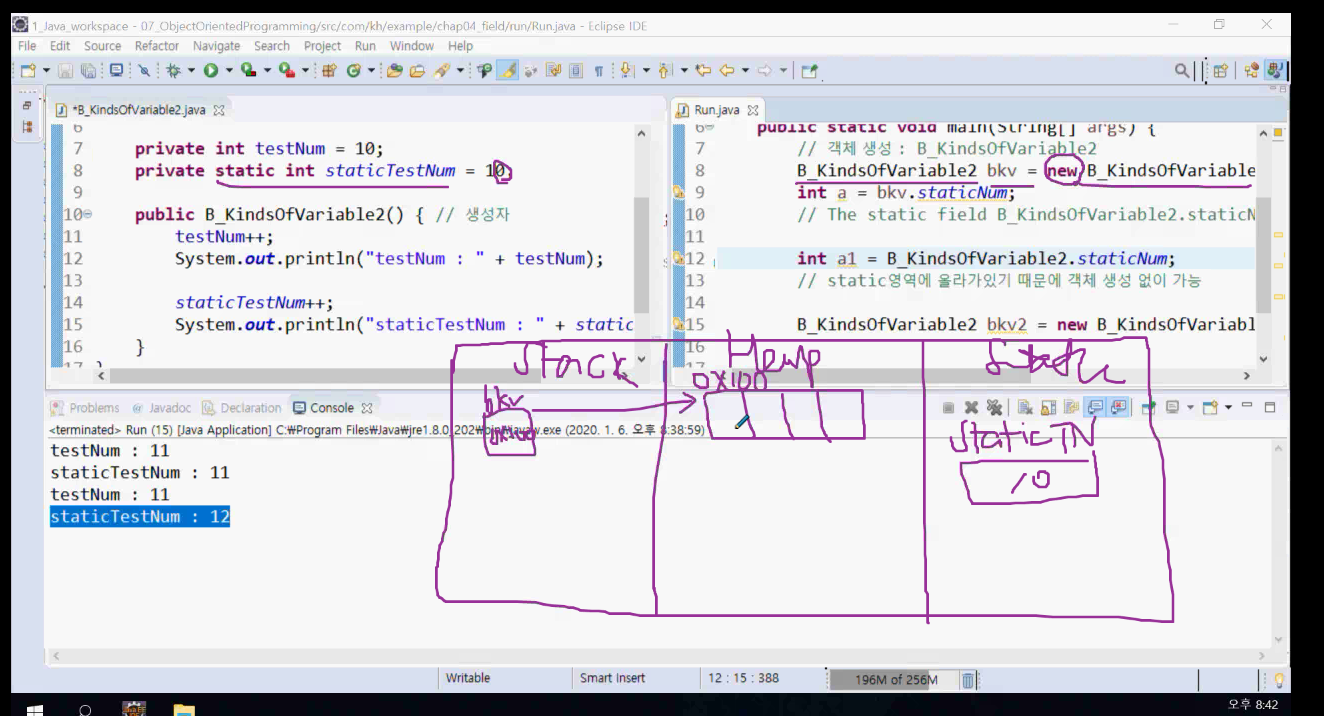 1_Java_workspace - 07_ObjectOrientedProgramming/src/com/kh/example/chap04_field/run/Run.java - Eclipse IDE
File Edit Source Refactor Navigate Search Project Run Window Help
*B_KindsOfVariable2.java
6
7 private int testNum = 10;
8 private static int staticTestNum = 10;
9
10 public B_KindsOfVariable2() { // 생성자
11 testNum++;
12 System.out.println("testNum : " + testNum);
13
14 staticTestNum++;
15 System.out.println("staticTestNum : " + static
16 }
17 }
Run.java
6 public static void main(String[] args) {
7 // 객체 생성 : B_KindsOfVariable2
8 B_KindsOfVariable2 bkv = new B_KindsOfVariable
9 int a = bkv.staticNum;
10 // The static field B_KindsOfVariable2.staticN
11
12 int a1 = B_KindsOfVariable2.staticNum;
13 // static영역에 올라가있기 때문에 객체 생성 없이 가능
14
15 B_KindsOfVariable2 bkv2 = new B_KindsOfVariabl
16
17
Stack Heap Static
bkv 0x100
0x100
StaticTN
10
Problems Javadoc Declaration Console
<terminated> Run (15) [Java Application] C:₩Program Files₩Java₩jre1.8.0_202₩bin₩javaw.exe (2020. 1. 6. 오후 8:38:59)
testNum : 11
staticTestNum : 11
testNum : 11
staticTestNum : 12
Writable Smart Insert 12 : 15 : 388 196M of 256M
오후 8:42